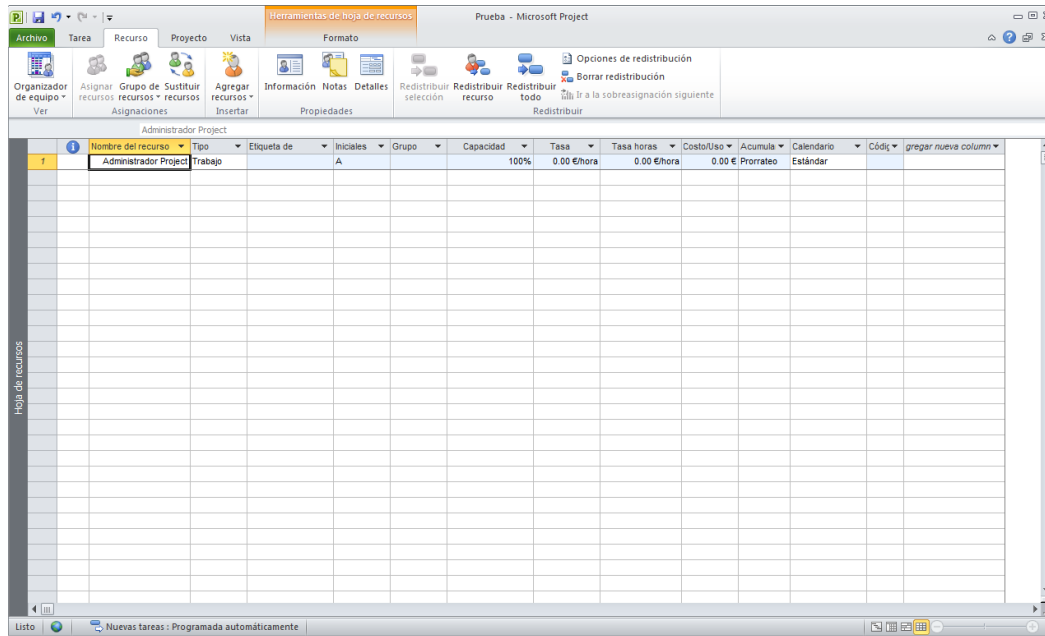 Herramientas de hoja de recursos
Prueba - Microsoft Project
Archivo Tarea Recurso Proyecto Vista Formato
Organizador de equipo
Asignar recursos
Grupo de recursos
Sustituir recursos
Agregar recursos
Información Notas Detalles
Redistribuir selección
Redistribuir recurso
Redistribuir todo
Opciones de redistribución
Borrar redistribución
Ir a la sobreasignación siguiente
Ver Asignaciones Insertar Propiedades Redistribuir
Administrador Project
Nombre del recurso Tipo Etiqueta de Iniciales Grupo Capacidad Tasa Tasa horas Costo/Uso Acumula Calendario Códig gregar nueva column
1 Administrador Project Trabajo A 100% 0.00 €/hora 0.00 €/hora 0.00 € Prorrateo Estándar
Hoja de recursos
Listo Nuevas tareas : Programada automáticamente